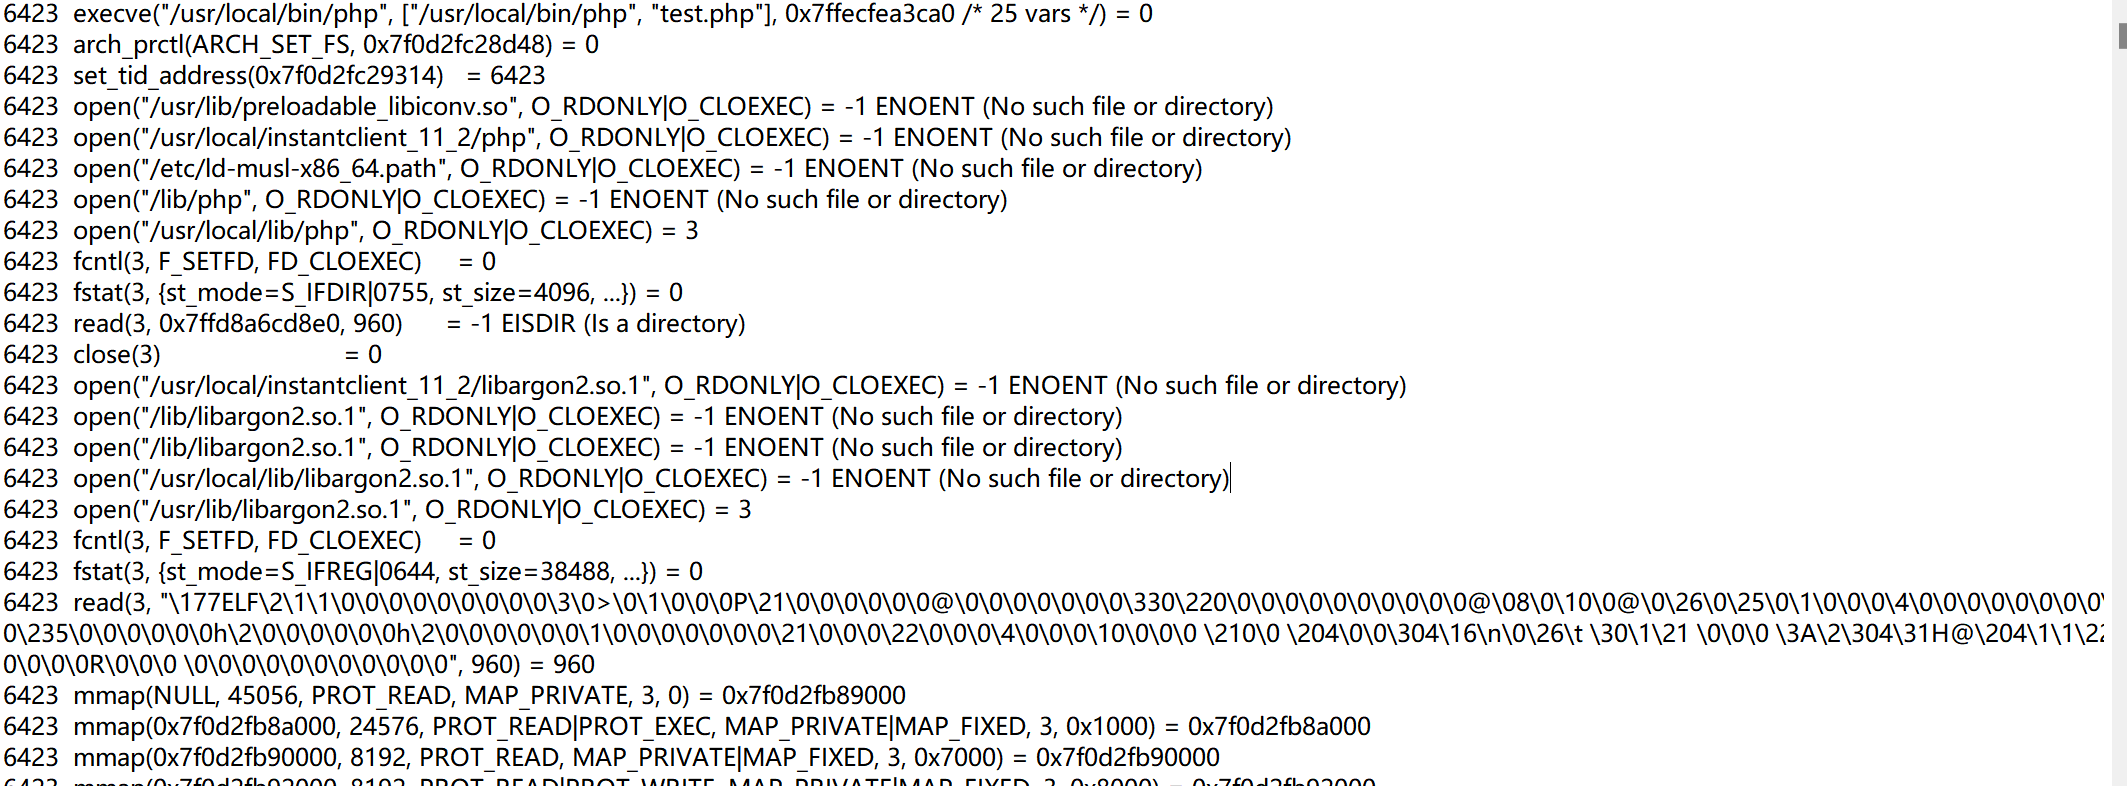 6423  execve("/usr/local/bin/php", ["/usr/local/bin/php", "test.php"], 0x7ffecfea3ca0 /* 25 vars */) = 0
6423  arch_prctl(ARCH_SET_FS, 0x7f0d2fc28d48) = 0
6423  set_tid_address(0x7f0d2fc29314)   = 6423
6423  open("/usr/lib/preloadable_libiconv.so", O_RDONLY|O_CLOEXEC) = -1 ENOENT (No such file or directory)
6423  open("/usr/local/instantclient_11_2/php", O_RDONLY|O_CLOEXEC) = -1 ENOENT (No such file or directory)
6423  open("/etc/ld-musl-x86_64.path", O_RDONLY|O_CLOEXEC) = -1 ENOENT (No such file or directory)
6423  open("/lib/php", O_RDONLY|O_CLOEXEC) = -1 ENOENT (No such file or directory)
6423  open("/usr/local/lib/php", O_RDONLY|O_CLOEXEC) = 3
6423  fcntl(3, F_SETFD, FD_CLOEXEC)     = 0
6423  fstat(3, {st_mode=S_IFDIR|0755, st_size=4096, ...}) = 0
6423  read(3, 0x7ffd8a6cd8e0, 960)      = -1 EISDIR (Is a directory)
6423  close(3)                          = 0
6423  open("/usr/local/instantclient_11_2/libargon2.so.1", O_RDONLY|O_CLOEXEC) = -1 ENOENT (No such file or directory)
6423  open("/lib/libargon2.so.1", O_RDONLY|O_CLOEXEC) = -1 ENOENT (No such file or directory)
6423  open("/lib/libargon2.so.1", O_RDONLY|O_CLOEXEC) = -1 ENOENT (No such file or directory)
6423  open("/usr/local/lib/libargon2.so.1", O_RDONLY|O_CLOEXEC) = -1 ENOENT (No such file or directory)
6423  open("/usr/lib/libargon2.so.1", O_RDONLY|O_CLOEXEC) = 3
6423  fcntl(3, F_SETFD, FD_CLOEXEC)     = 0
6423  fstat(3, {st_mode=S_IFREG|0644, st_size=38488, ...}) = 0
6423  read(3, "\177ELF\2\1\1\0\0\0\0\0\0\0\0\0\3\0>\0\1\0\0\0P\21\0\0\0\0\0\0@\0\0\0\0\0\0\0\330\220\0\0\0\0\0\0\0\0\0\0@\08\0\10\0@\0\26\0\25\0\1\0\0\0\4\0\0\0\0\0\0\0\0\
0\235\0\0\0\0\0\0h\2\0\0\0\0\0\0h\2\0\0\0\0\0\0\1\0\0\0\0\0\0\0\21\0\0\0\22\0\0\0\4\0\0\0\10\0\0\0 \210\0 \204\0\0\304\16\n\0\26\t \30\1\21 \0\0\0 \3A\2\304\31H@\204\1\1\22
0\0\0\0R\0\0\0 \0\0\0\0\0\0\0\0\0\0\0", 960) = 960
6423  mmap(NULL, 45056, PROT_READ, MAP_PRIVATE, 3, 0) = 0x7f0d2fb89000
6423  mmap(0x7f0d2fb8a000, 24576, PROT_READ|PROT_EXEC, MAP_PRIVATE|MAP_FIXED, 3, 0x1000) = 0x7f0d2fb8a000
6423  mmap(0x7f0d2fb90000, 8192, PROT_READ, MAP_PRIVATE|MAP_FIXED, 3, 0x7000) = 0x7f0d2fb90000